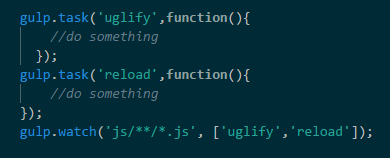 gulp.task('uglify',function(){
//do something
});
gulp.task('reload',function(){
//do something
});
gulp.watch('js/**/*.js', ['uglify','reload']);